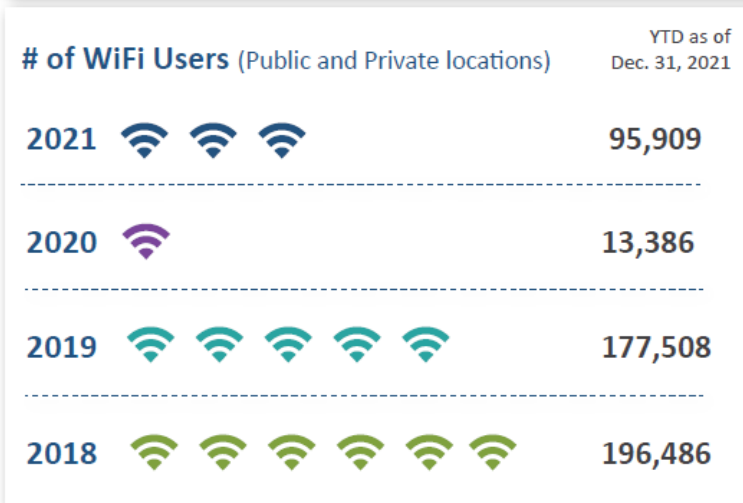 # of WiFi Users (Public and Private locations)
YTD as of
Dec. 31, 2021
2021 95,909
2020 13,386
2019 177,508
2018 196,486